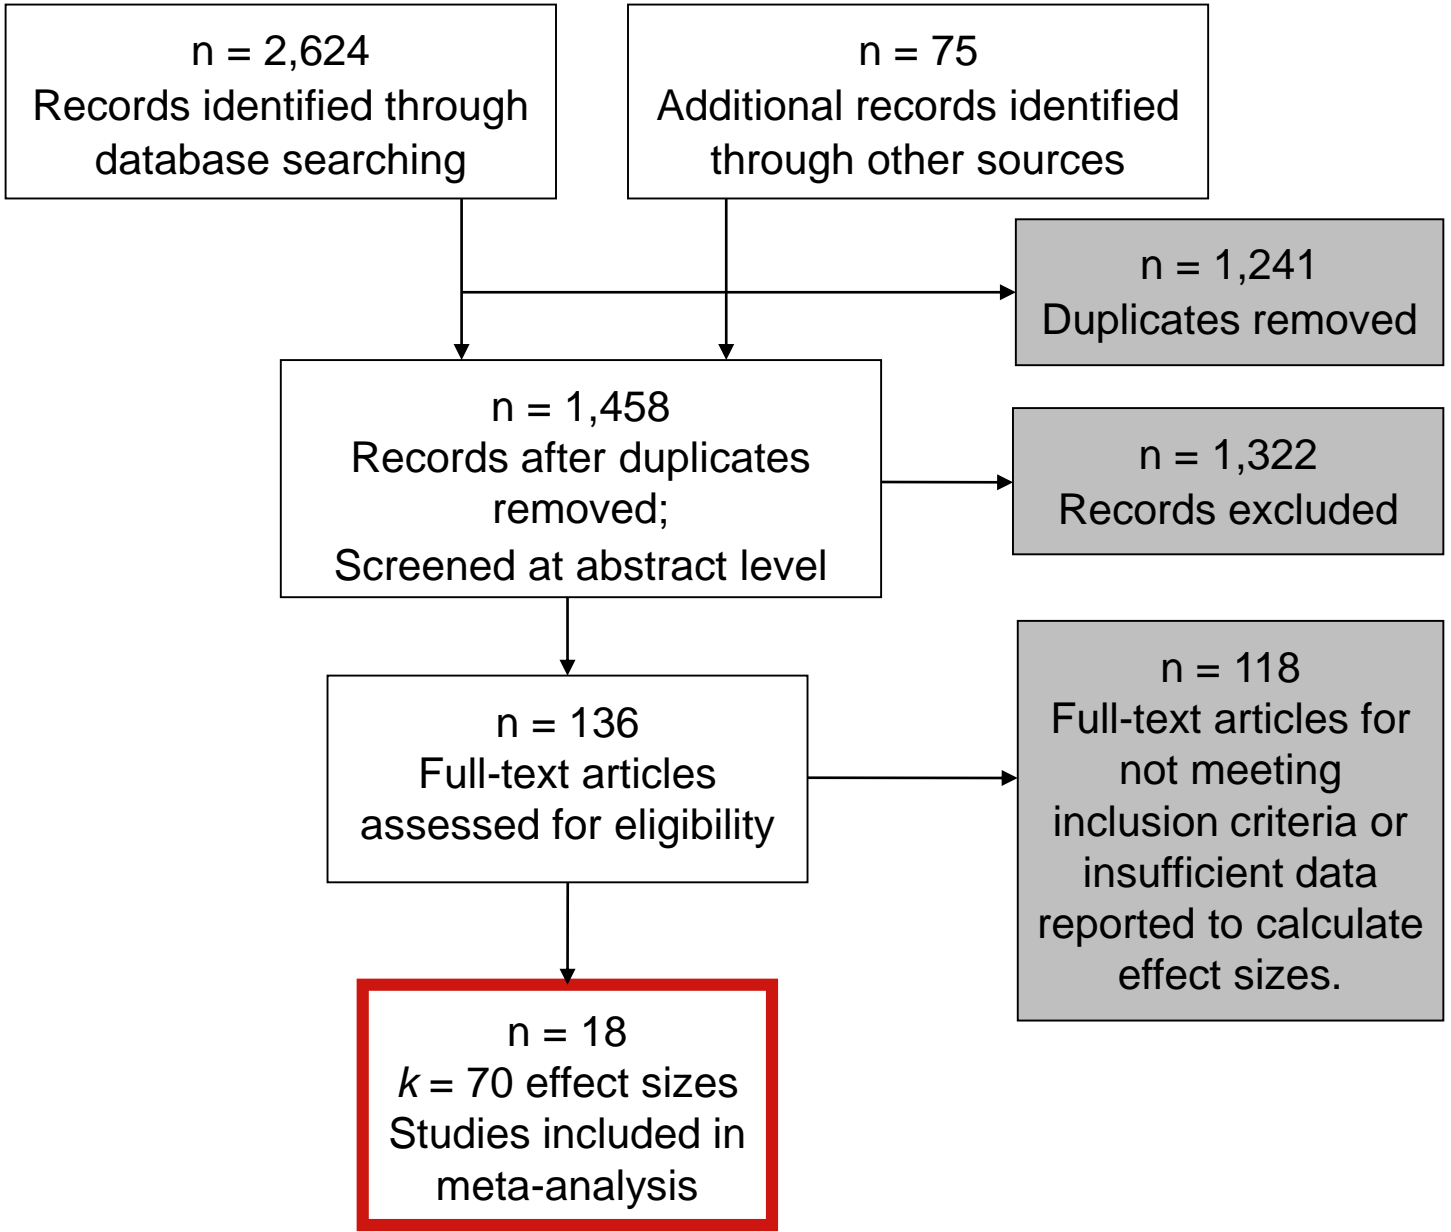 n = 2,624
Records identified through
database searching
n = 75
Additional records identified
through other sources
n = 1,241
Duplicates removed
n = 1,458
Records after duplicates
removed;
Screened at abstract level
n = 1,322
Records excluded
n = 136
Full-text articles
assessed for eligibility
n = 118
Full-text articles for
not meeting
inclusion criteria or
insufficient data
reported to calculate
effect sizes.
n = 18
k = 70 effect sizes
Studies included in
meta-analysis